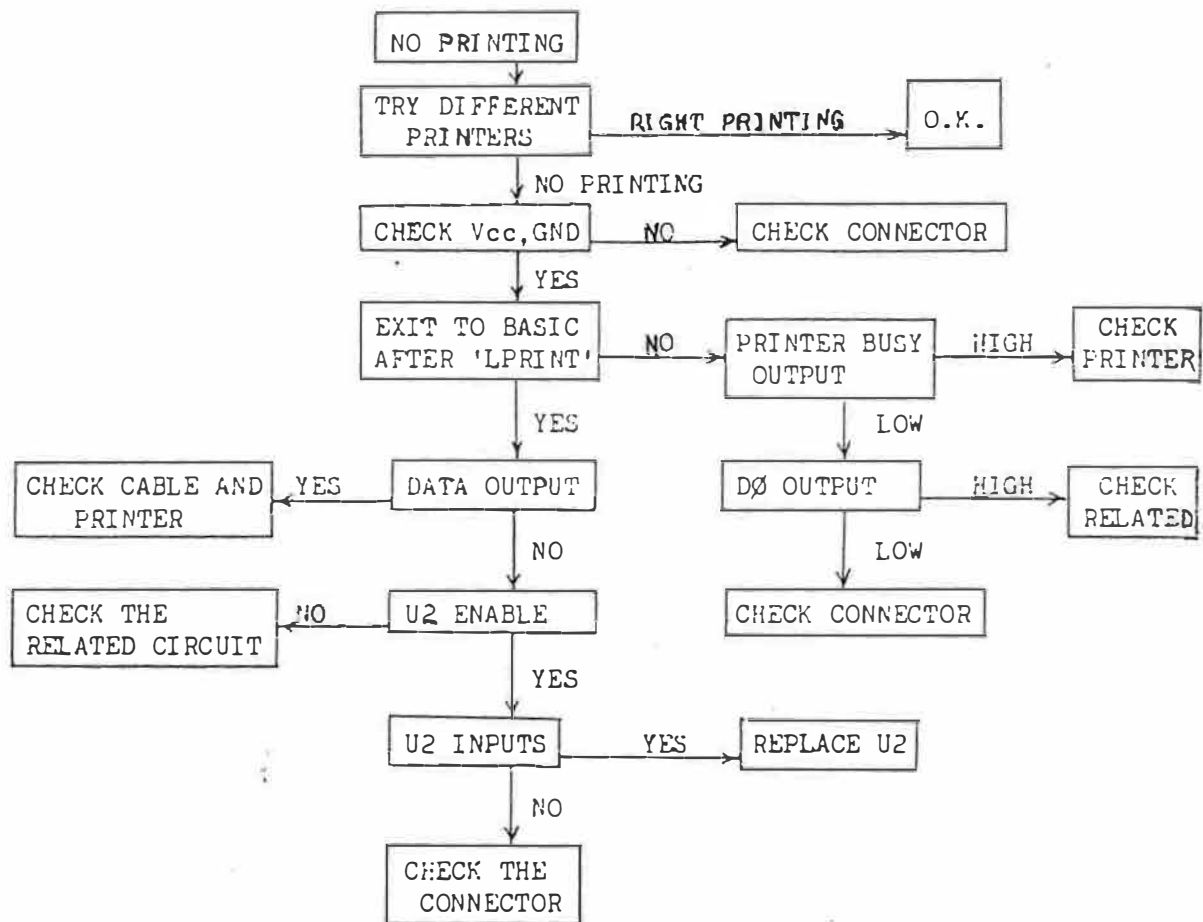 NO PRINTING
TRY DIFFERENT
PRINTERS
RIGHT PRINTING
O.K.
NO PRINTING
CHECK Vcc,GND
NO
CHECK CONNECTOR
YES
EXIT TO BASIC
AFTER 'LPRINT'
NO
PRINTER BUSY
OUTPUT
HIGH
CHECK
PRINTER
YES
LOW
CHECK CABLE AND
PRINTER
YES
DATA OUTPUT
DØ OUTPUT
HIGH
CHECK
RELATED
NO
LOW
CHECK THE
RELATED CIRCUIT
NO
U2 ENABLE
CHECK CONNECTOR
YES
U2 INPUTS
YES
REPLACE U2
NO
CHECK THE
CONNECTOR